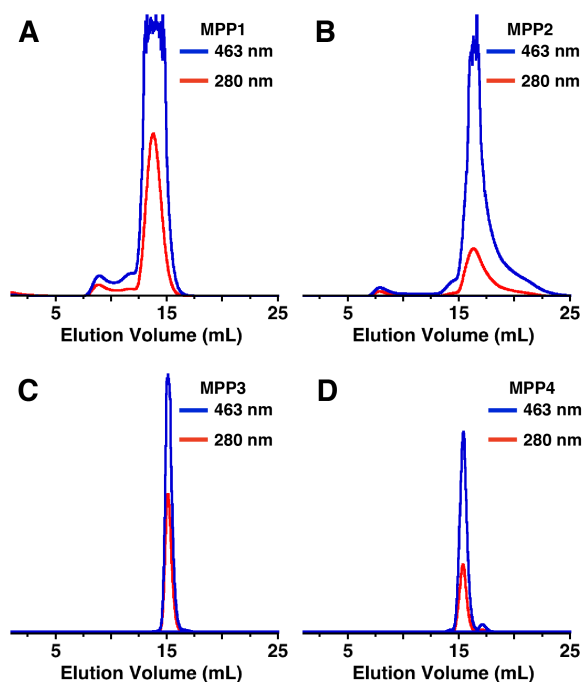 A
MPP1
463 nm
280 nm
5
15
25
Elution Volume (mL)
B
MPP2
463 nm
280 nm
5
15
25
Elution Volume (mL)
C
MPP3
463 nm
280 nm
5
15
25
Elution Volume (mL)
D
MPP4
463 nm
280 nm
5
15
25
Elution Volume (mL)